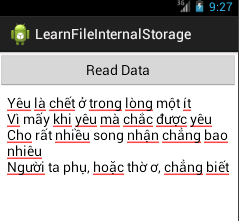 3G 9:27
LearnFileInternalStorage
Read Data
Yêu là chết ở trong lòng một ít
Vì mấy khi yêu mà chắc được yêu
Cho rất nhiều song nhận chẳng bao
nhiêu
Người ta phụ, hoặc thờ ơ, chẳng biết